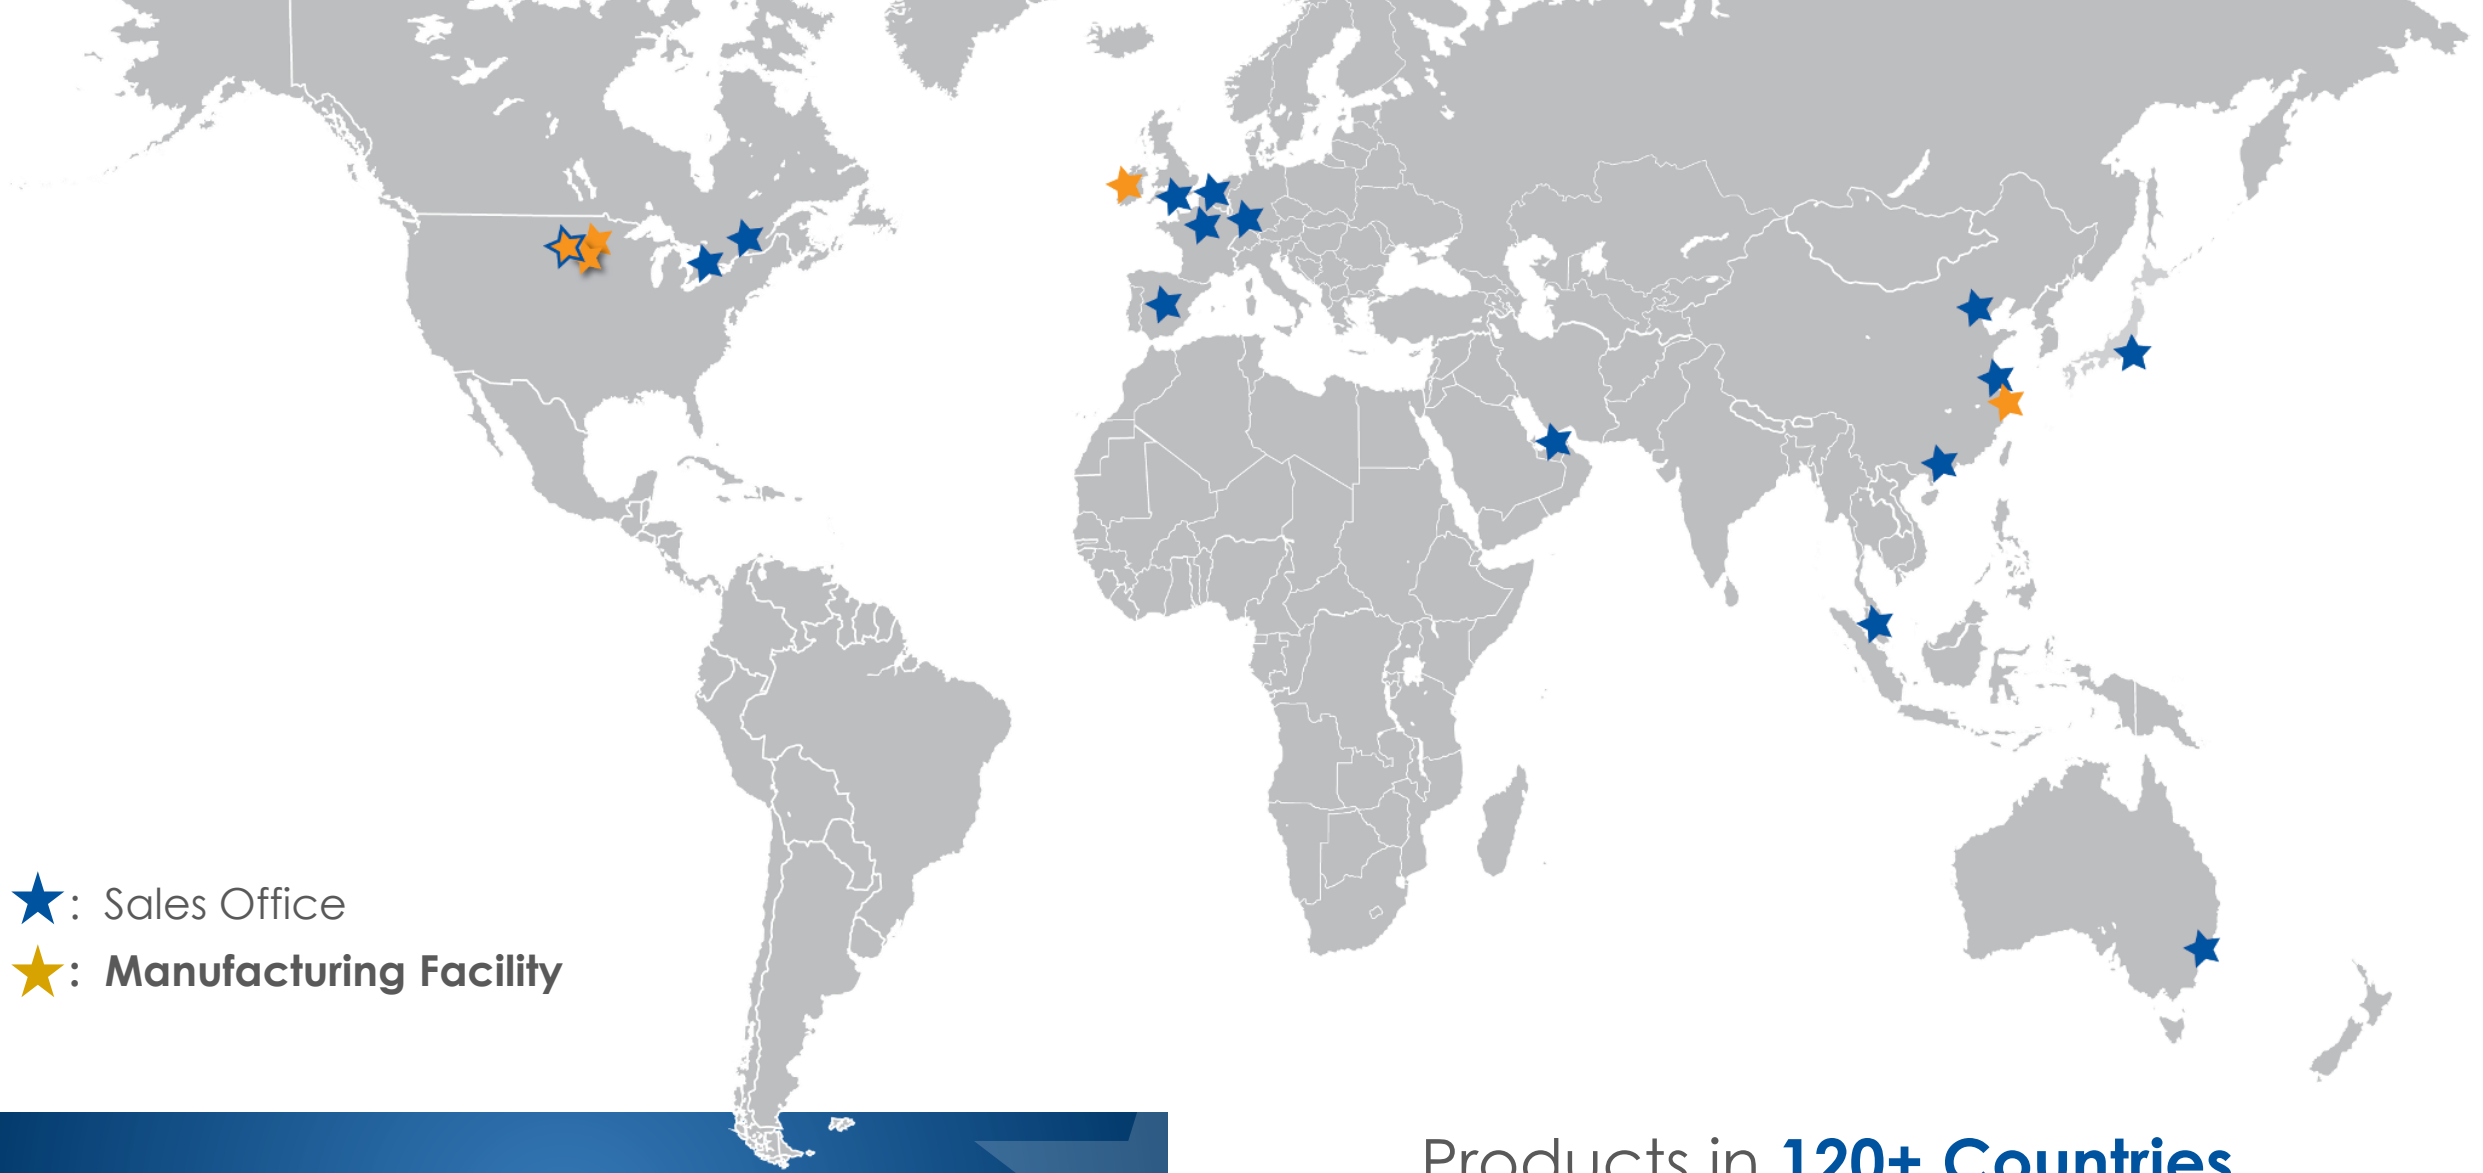 : Sales Office
: Manufacturing Facility
Products in 120+ Countries